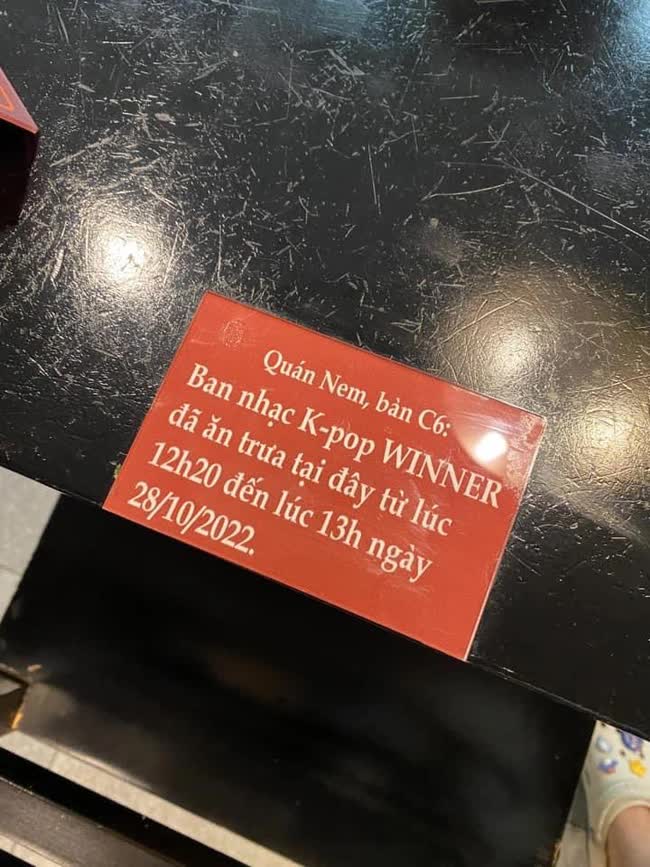 Quán Nem, bàn C6:
Ban nhạc K-pop WINNER
đã ăn trưa tại đây từ lúc
12h20 đến lúc 13h ngày
28/10/2022.